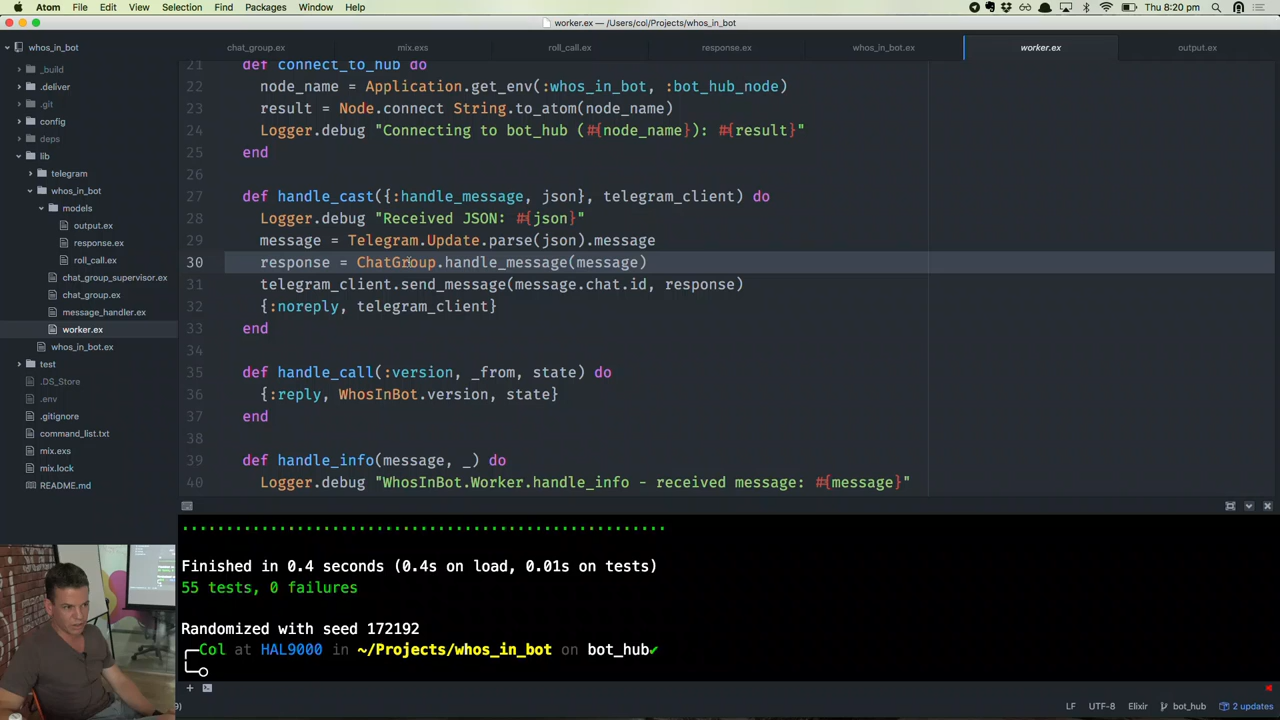 Atom File Edit View Selection Find Packages Window Help Thu 8:20 pm
worker.ex — /Users/col/Projects/whos_in_bot
whos_in_bot chat_group.ex mix.exs roll_call.ex response.ex whos_in_bot.ex worker.ex output.ex
_build
.deliver
.git
config
deps
lib
telegram
whos_in_bot
models
output.ex
response.ex
roll_call.ex
chat_group_supervisor.ex
chat_group.ex
message_handler.ex
worker.ex
whos_in_bot.ex
test
.DS_Store
.env
.gitignore
command_list.txt
mix.exs
mix.lock
README.md
21 def connect_to_hub do
22 node_name = Application.get_env(:whos_in_bot, :bot_hub_node)
23 result = Node.connect String.to_atom(node_name)
24 Logger.debug "Connecting to bot_hub (#{node_name}): #{result}"
25 end
26
27 def handle_cast({:handle_message, json}, telegram_client) do
28 Logger.debug "Received JSON: #{json}"
29 message = Telegram.Update.parse(json).message
30 response = ChatGroup.handle_message(message)
31 telegram_client.send_message(message.chat.id, response)
32 {:noreply, telegram_client}
33 end
34
35 def handle_call(:version, _from, state) do
36 {:reply, WhosInBot.version, state}
37 end
38
39 def handle_info(message, _) do
40 Logger.debug "WhosInBot.Worker.handle_info - received message: #{message}"
.......................................................
Finished in 0.4 seconds (0.4s on load, 0.01s on tests)
55 tests, 0 failures
Randomized with seed 172192
Col at HAL9000 in ~/Projects/whos_in_bot on bot_hub✔
9) LF UTF-8 Elixir bot_hub 2 updates